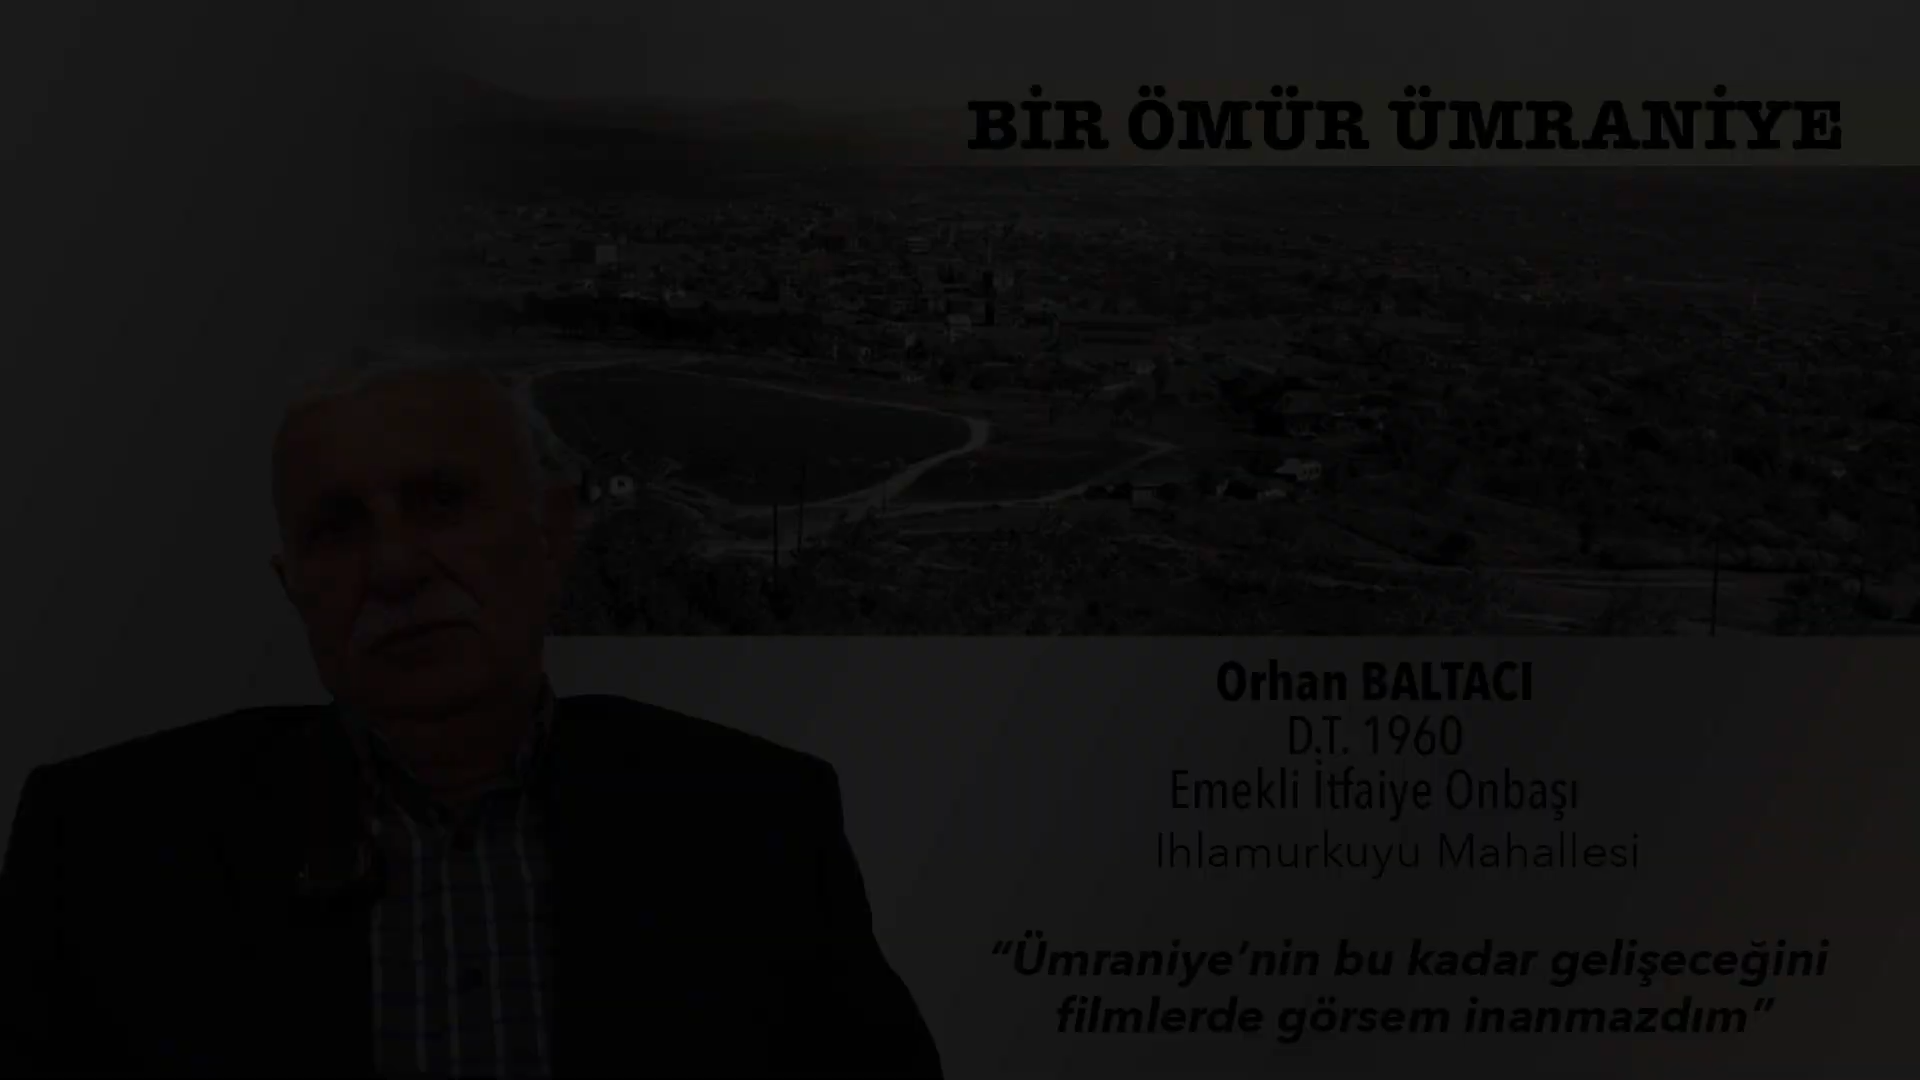 BİR ÖMÜR ÜMRANİYE
Orhan BALTACI
D.T. 1960
Emekli İtfaiye Onbaşı
Ihlamurkuyu Mahallesi
“Ümraniye’nin bu kadar gelişeceğini
filmlerde görsem inanmazdım”